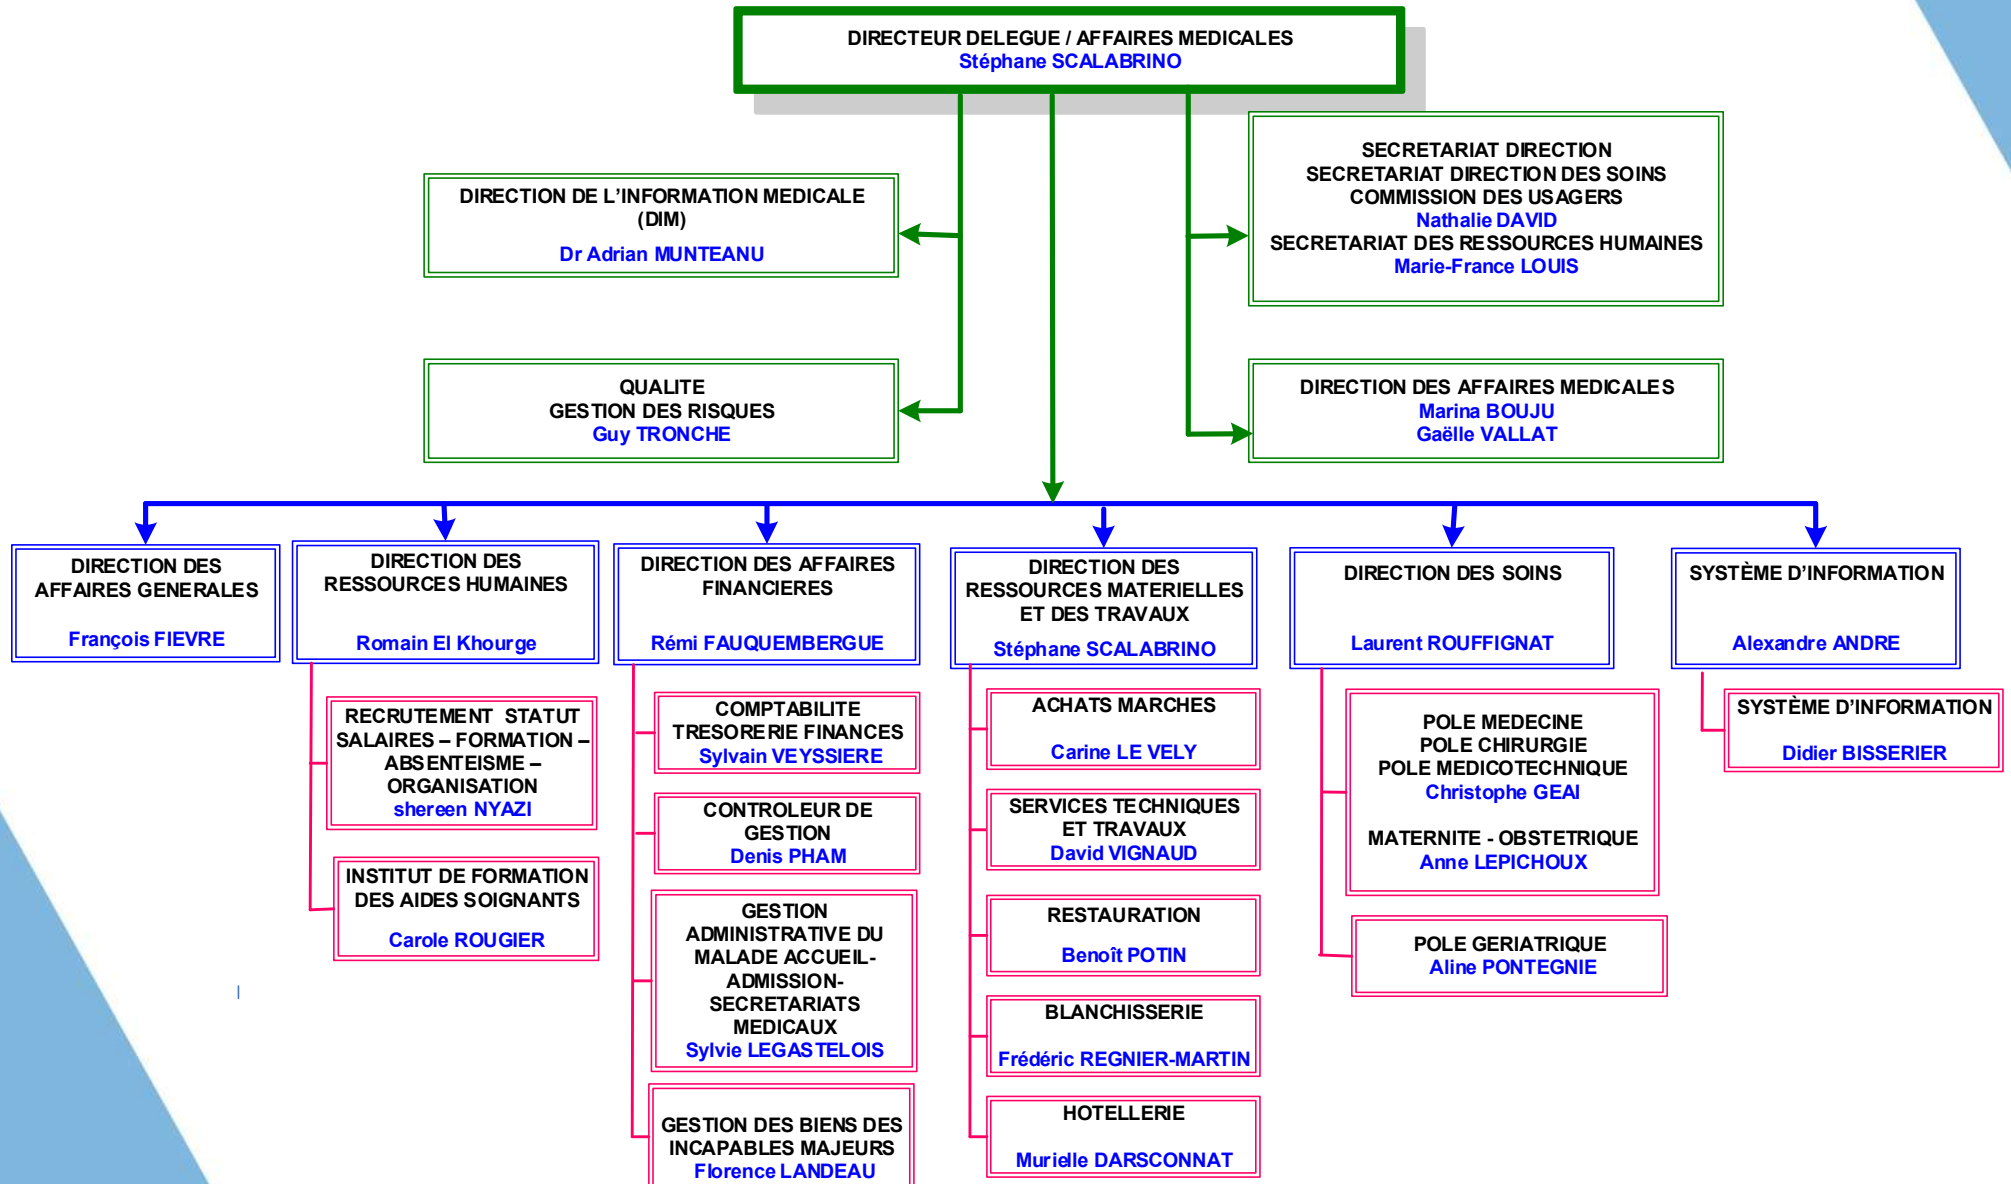 DIRECTEUR DELEGUE / AFFAIRES MEDICALES
Stéphane SCALABRINO
DIRECTION DE L’INFORMATION MEDICALE
(DIM)
Dr Adrian MUNTEANU
SECRETARIAT DIRECTION
SECRETARIAT DIRECTION DES SOINS
COMMISSION DES USAGERS
Nathalie DAVID
SECRETARIAT DES RESSOURCES HUMAINES
Marie-France LOUIS
QUALITE
GESTION DES RISQUES
Guy TRONCHE
DIRECTION DES AFFAIRES MEDICALES
Marina BOUJU
Gaëlle VALLAT
DIRECTION DES
AFFAIRES GENERALES
François FIEVRE
DIRECTION DES
RESSOURCES HUMAINES
Romain El Khourge
RECRUTEMENT STATUT
SALAIRES – FORMATION –
ABSENTEISME –
ORGANISATION
shereen NYAZI
INSTITUT DE FORMATION
DES AIDES SOIGNANTS
Carole ROUGIER
DIRECTION DES AFFAIRES
FINANCIERES
Rémi FAUQUEMBERGUE
COMPTABILITE
TRESORERIE FINANCES
Sylvain VEYSSIERE
CONTROLEUR DE
GESTION
Denis PHAM
GESTION
ADMINISTRATIVE DU
MALADE ACCUEIL-
ADMISSION-
SECRETARIATS
MEDICAUX
Sylvie LEGASTELOIS
GESTION DES BIENS DES
INCAPABLES MAJEURS
Florence LANDEAU
DIRECTION DES
RESSOURCES MATERIELLES
ET DES TRAVAUX
Stéphane SCALABRINO
ACHATS MARCHES
Carine LE VELY
SERVICES TECHNIQUES
ET TRAVAUX
David VIGNAUD
RESTAURATION
Benoît POTIN
BLANCHISSERIE
Frédéric REGNIER-MARTIN
HOTELLERIE
Murielle DARSCONNAT
DIRECTION DES SOINS
Laurent ROUFFIGNAT
POLE MEDECINE
POLE CHIRURGIE
POLE MEDICOTECHNIQUE
Christophe GEAI
MATERNITE - OBSTETRIQUE
Anne LEPICHOUX
POLE GERIATRIQUE
Aline PONTEGNIE
SYSTÈME D’INFORMATION
Alexandre ANDRE
SYSTÈME D’INFORMATION
Didier BISSERIER